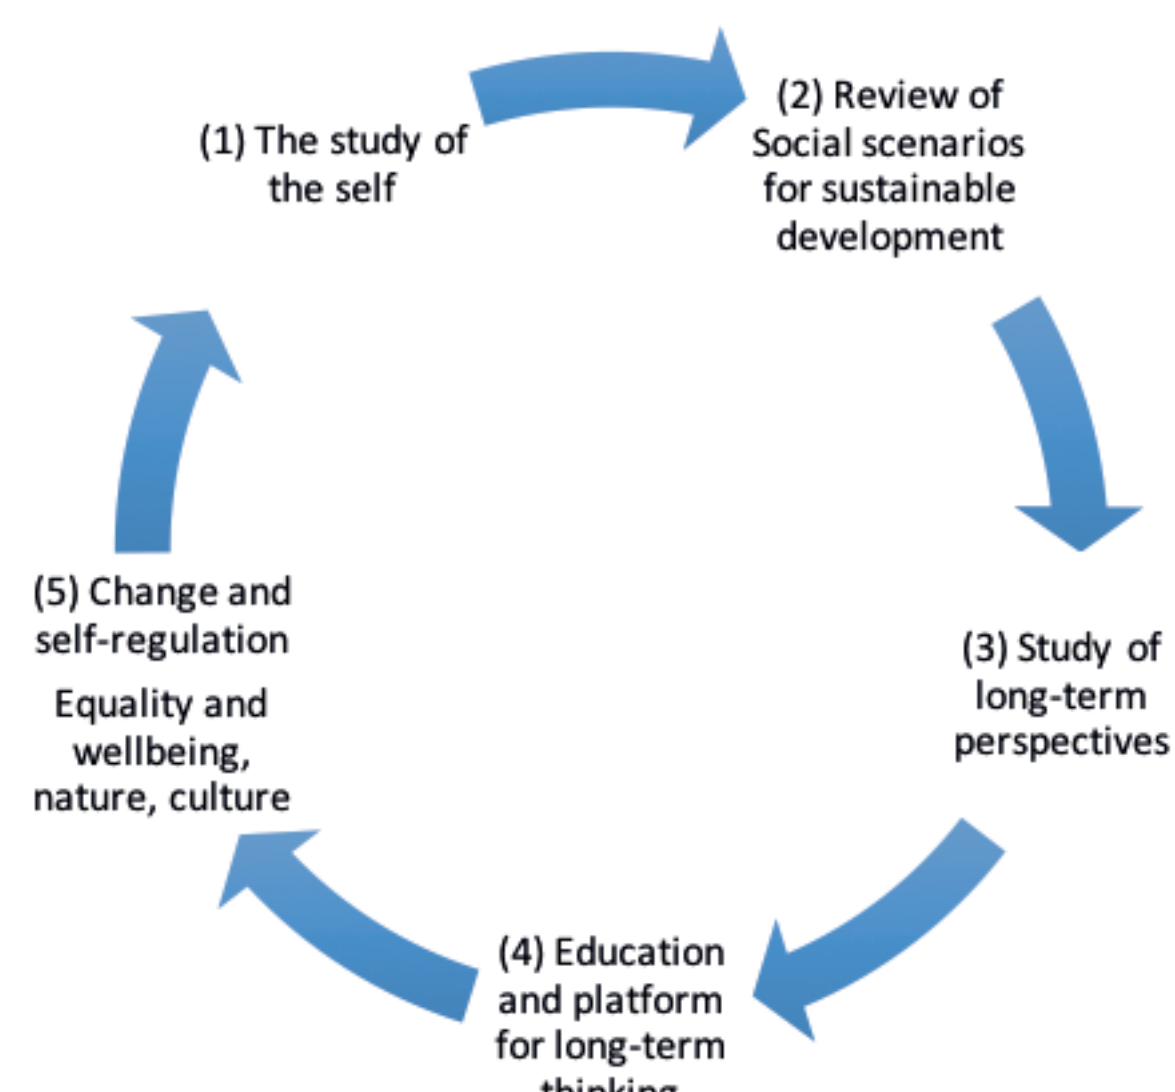 (1) The study of
the self
(2) Review of
Social scenarios
for sustainable
development
(3) Study of
long-term
perspectives
(4) Education
and platform
for long-term
thinking
(5) Change and
self-regulation
Equality and
wellbeing,
nature, culture